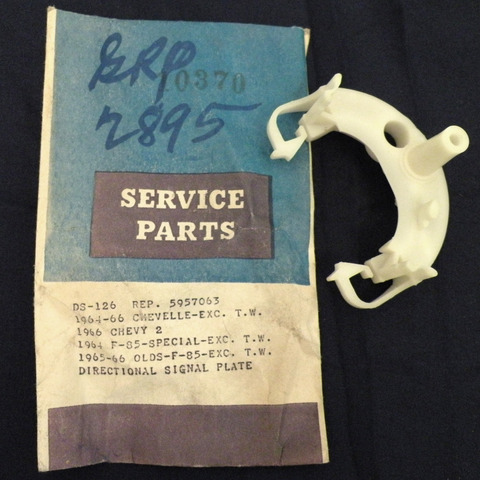 GRP
10370
2895
SERVICE
PARTS
DS-126 REP. 5957063
1964-66 CHEVELLE-EXC. T.W.
1966 CHEVY 2
1964 F-85-SPECIAL-EXC. T.W.
1965-66 OLDS-F-85-EXC. T.W.
DIRECTIONAL SIGNAL PLATE